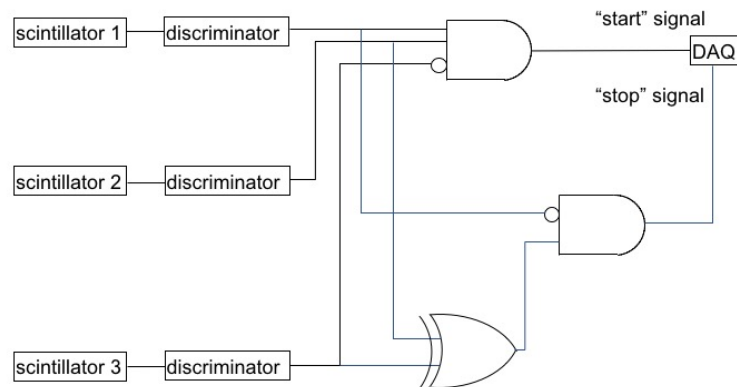 scintillator 1
discriminator
“start” signal
DAQ
“stop” signal
scintillator 2
discriminator
scintillator 3
discriminator